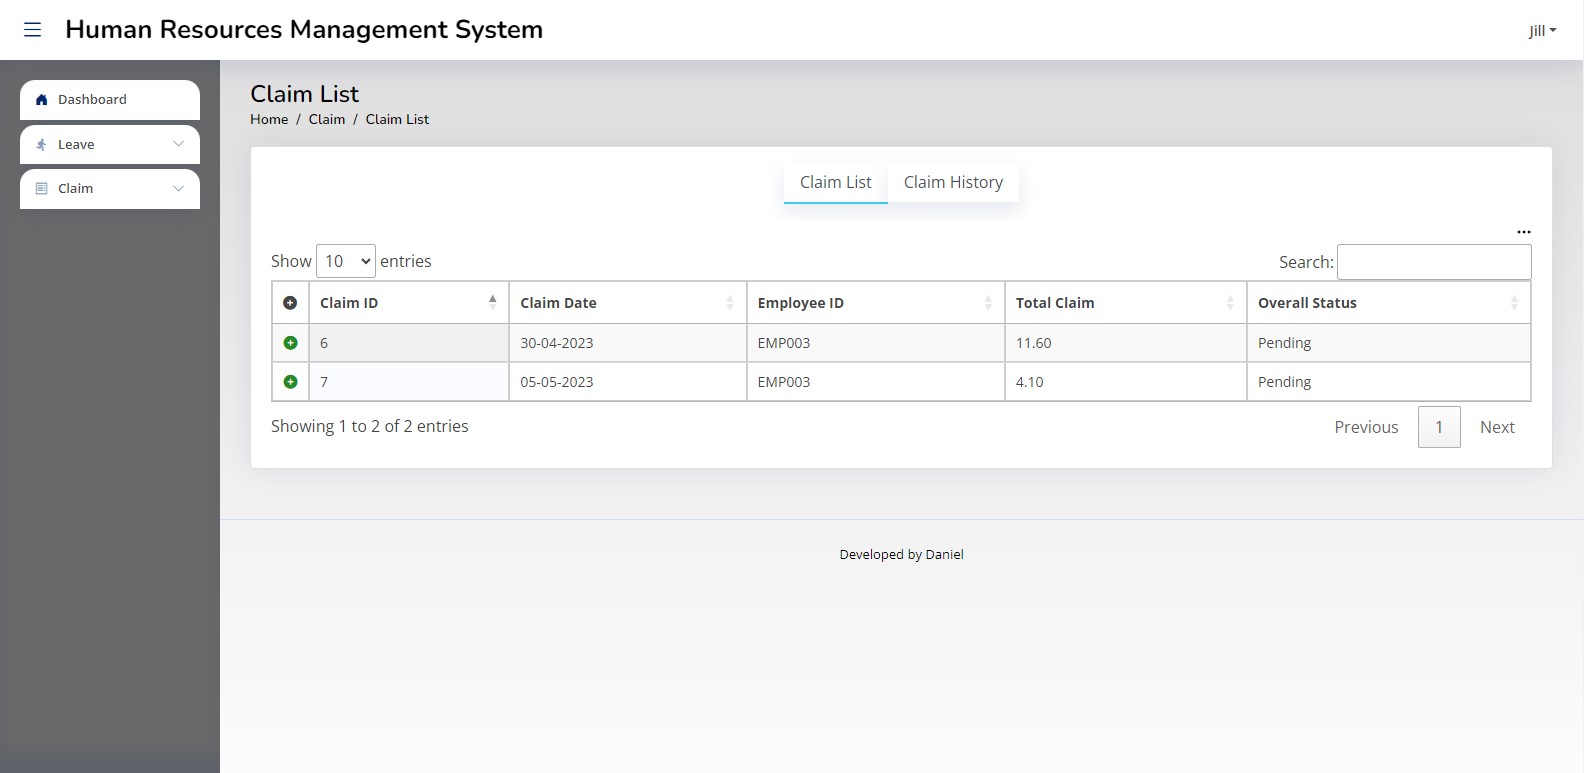 Human Resources Management System
Jill
Dashboard
Leave
Claim
Claim List
Home / Claim / Claim List
Claim List Claim History
...
Show 10 entries Search:
Claim ID Claim Date Employee ID Total Claim Overall Status
6 30-04-2023 EMP003 11.60 Pending
7 05-05-2023 EMP003 4.10 Pending
Showing 1 to 2 of 2 entries Previous 1 Next
Developed by Daniel